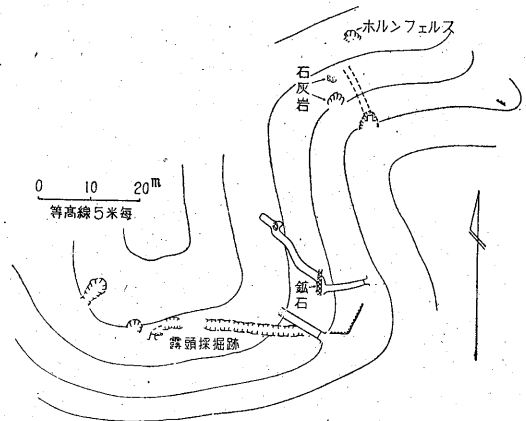 ホルンフェルス
石灰岩
0 10 20m
等高線5米毎
鉱石
露頭採掘跡